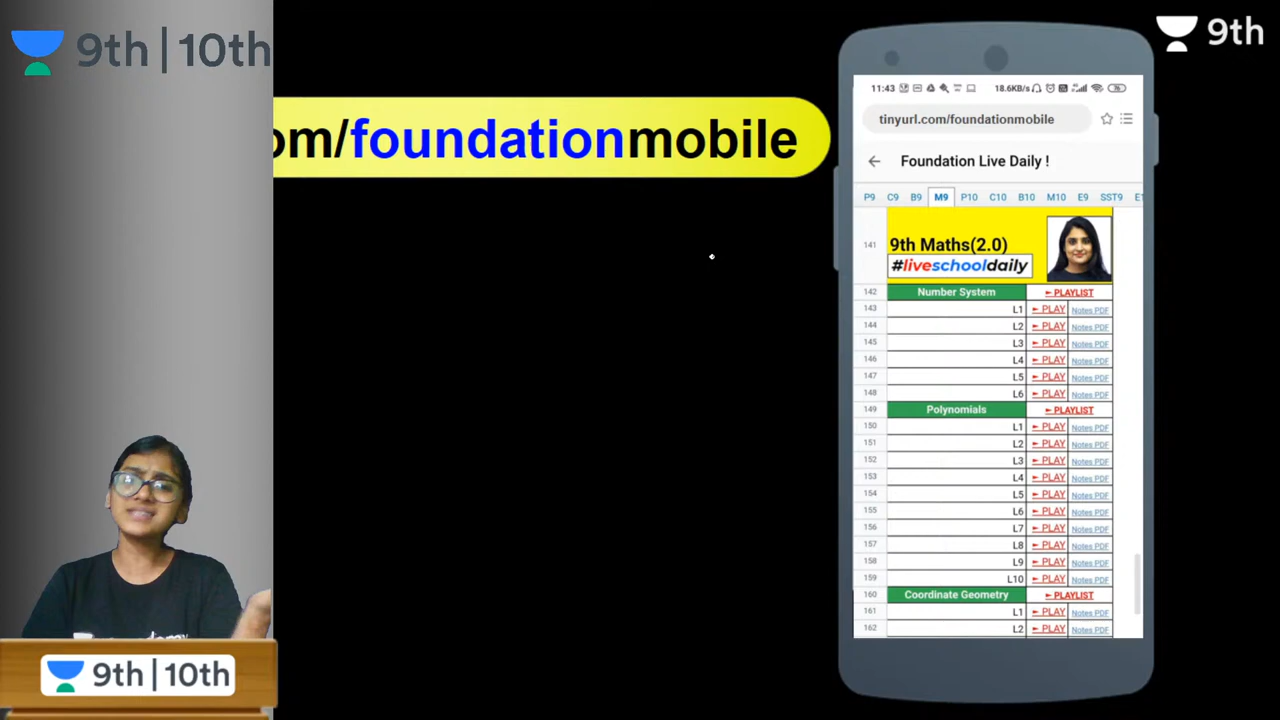 9th | 10th
9th
om/foundationmobile
11:43
18.6KB/s
76
tinyurl.com/foundationmobile
Foundation Live Daily !
P9 C9 B9 M9 P10 C10 B10 M10 E9 SST9 E1
141
9th Maths(2.0)
#liveschooldaily
142 Number System ► PLAYLIST
143 L1 ► PLAY Notes PDF
144 L2 ► PLAY Notes PDF
145 L3 ► PLAY Notes PDF
146 L4 ► PLAY Notes PDF
147 L5 ► PLAY Notes PDF
148 L6 ► PLAY Notes PDF
149 Polynomials ► PLAYLIST
150 L1 ► PLAY Notes PDF
151 L2 ► PLAY Notes PDF
152 L3 ► PLAY Notes PDF
153 L4 ► PLAY Notes PDF
154 L5 ► PLAY Notes PDF
155 L6 ► PLAY Notes PDF
156 L7 ► PLAY Notes PDF
157 L8 ► PLAY Notes PDF
158 L9 ► PLAY Notes PDF
159 L10 ► PLAY Notes PDF
160 Coordinate Geometry ► PLAYLIST
161 L1 ► PLAY Notes PDF
162 L2 ► PLAY Notes PDF
9th | 10th